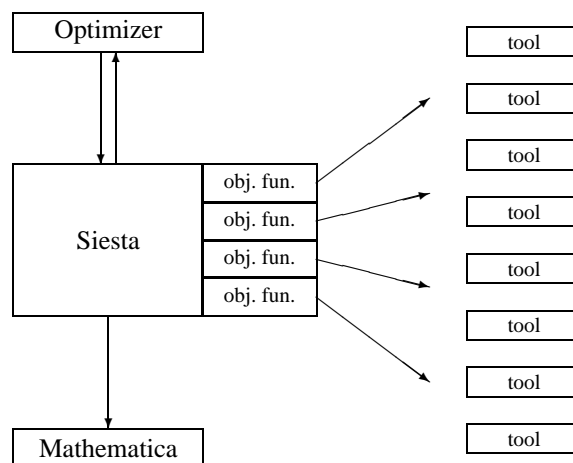 Optimizer
Siesta
obj. fun.
obj. fun.
obj. fun.
obj. fun.
Mathematica
tool
tool
tool
tool
tool
tool
tool
tool